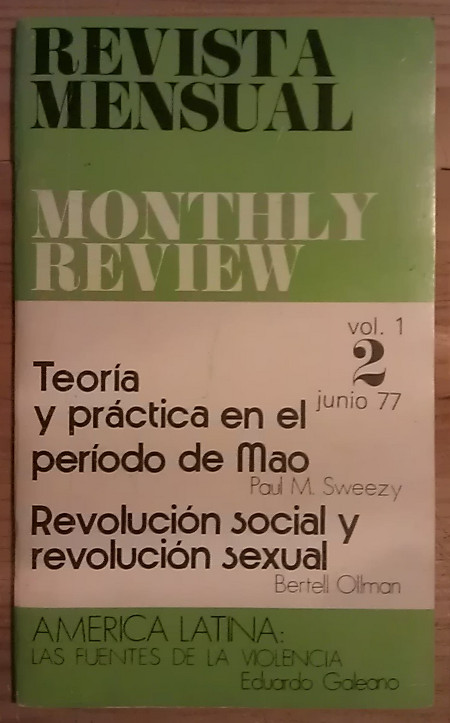 REVISTA
MENSUAL
MONTHLY
REVIEW
vol. 1
2
junio 77
Teoría
y práctica en el
período de Mao
Paul M. Sweezy
Revolución social y
revolución sexual
Bertell Ollman
AMERICA LATINA:
LAS FUENTES DE LA VIOLENCIA
Eduardo Galeano